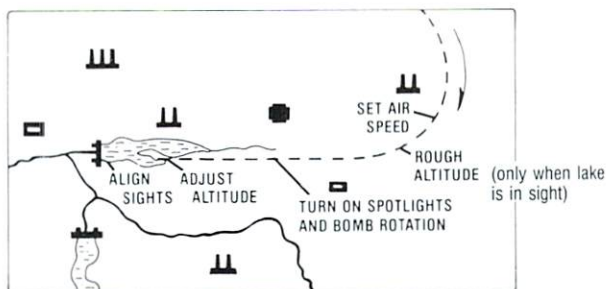 SET AIR
SPEED
ROUGH
ALTITUDE
(only when lake
is in sight)
ALIGN
SIGHTS
ADJUST
ALTITUDE
TURN ON SPOTLIGHTS
AND BOMB ROTATION